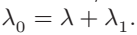 λ₀ = λ + λ₁.